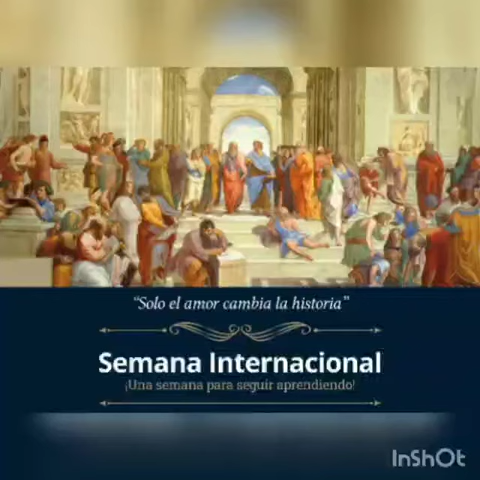 “Solo el amor cambia la historia”
Semana Internacional
¡Una semana para seguir aprendiendo!
InShOt